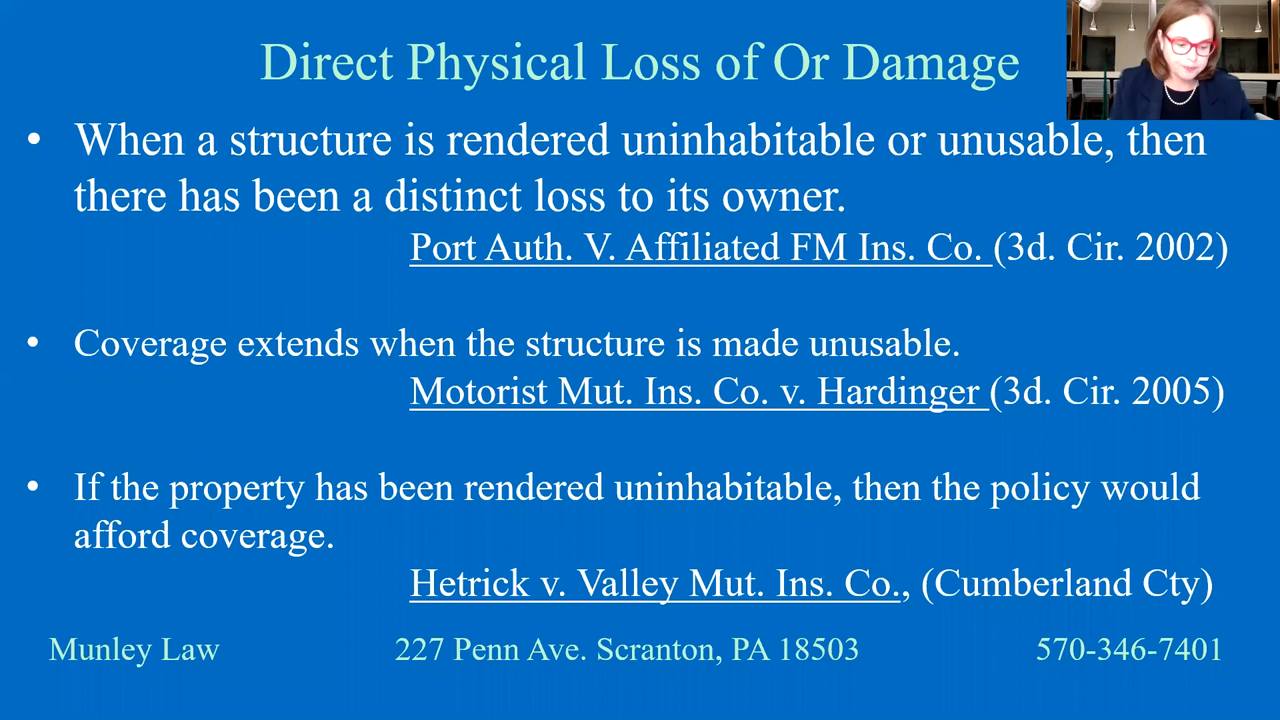 Direct Physical Loss of Or Damage
• When a structure is rendered uninhabitable or unusable, then
there has been a distinct loss to its owner.
Port Auth. V. Affiliated FM Ins. Co. (3d. Cir. 2002)
• Coverage extends when the structure is made unusable.
Motorist Mut. Ins. Co. v. Hardinger (3d. Cir. 2005)
• If the property has been rendered uninhabitable, then the policy would
afford coverage.
Hetrick v. Valley Mut. Ins. Co., (Cumberland Cty)
Munley Law 227 Penn Ave. Scranton, PA 18503 570-346-7401